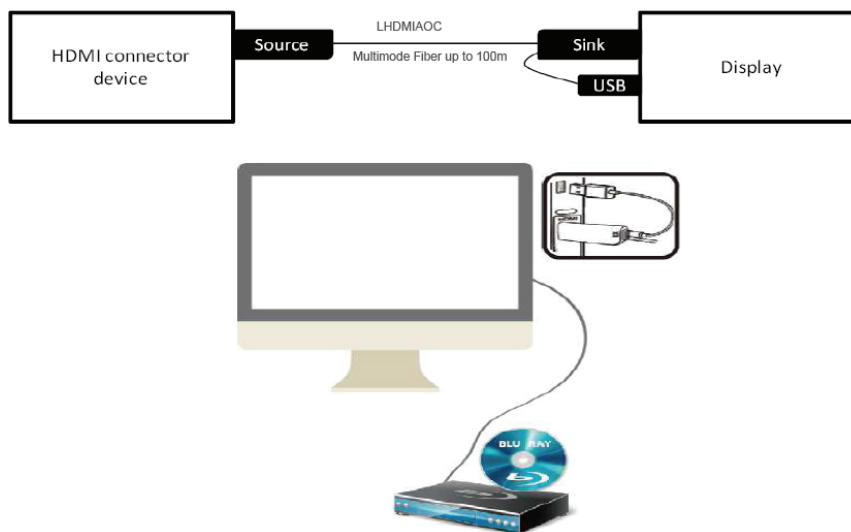 LHDMIAOC
HDMI connector
device
Source
Multimode Fiber up to 100m
Sink
USB
Display
BLU RAY